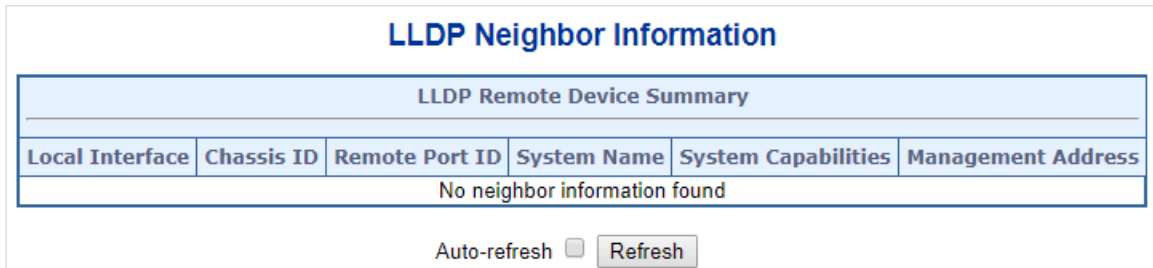 LLDP Neighbor Information
LLDP Remote Device Summary
Local Interface Chassis ID Remote Port ID System Name System Capabilities Management Address
No neighbor information found
Auto-refresh Refresh